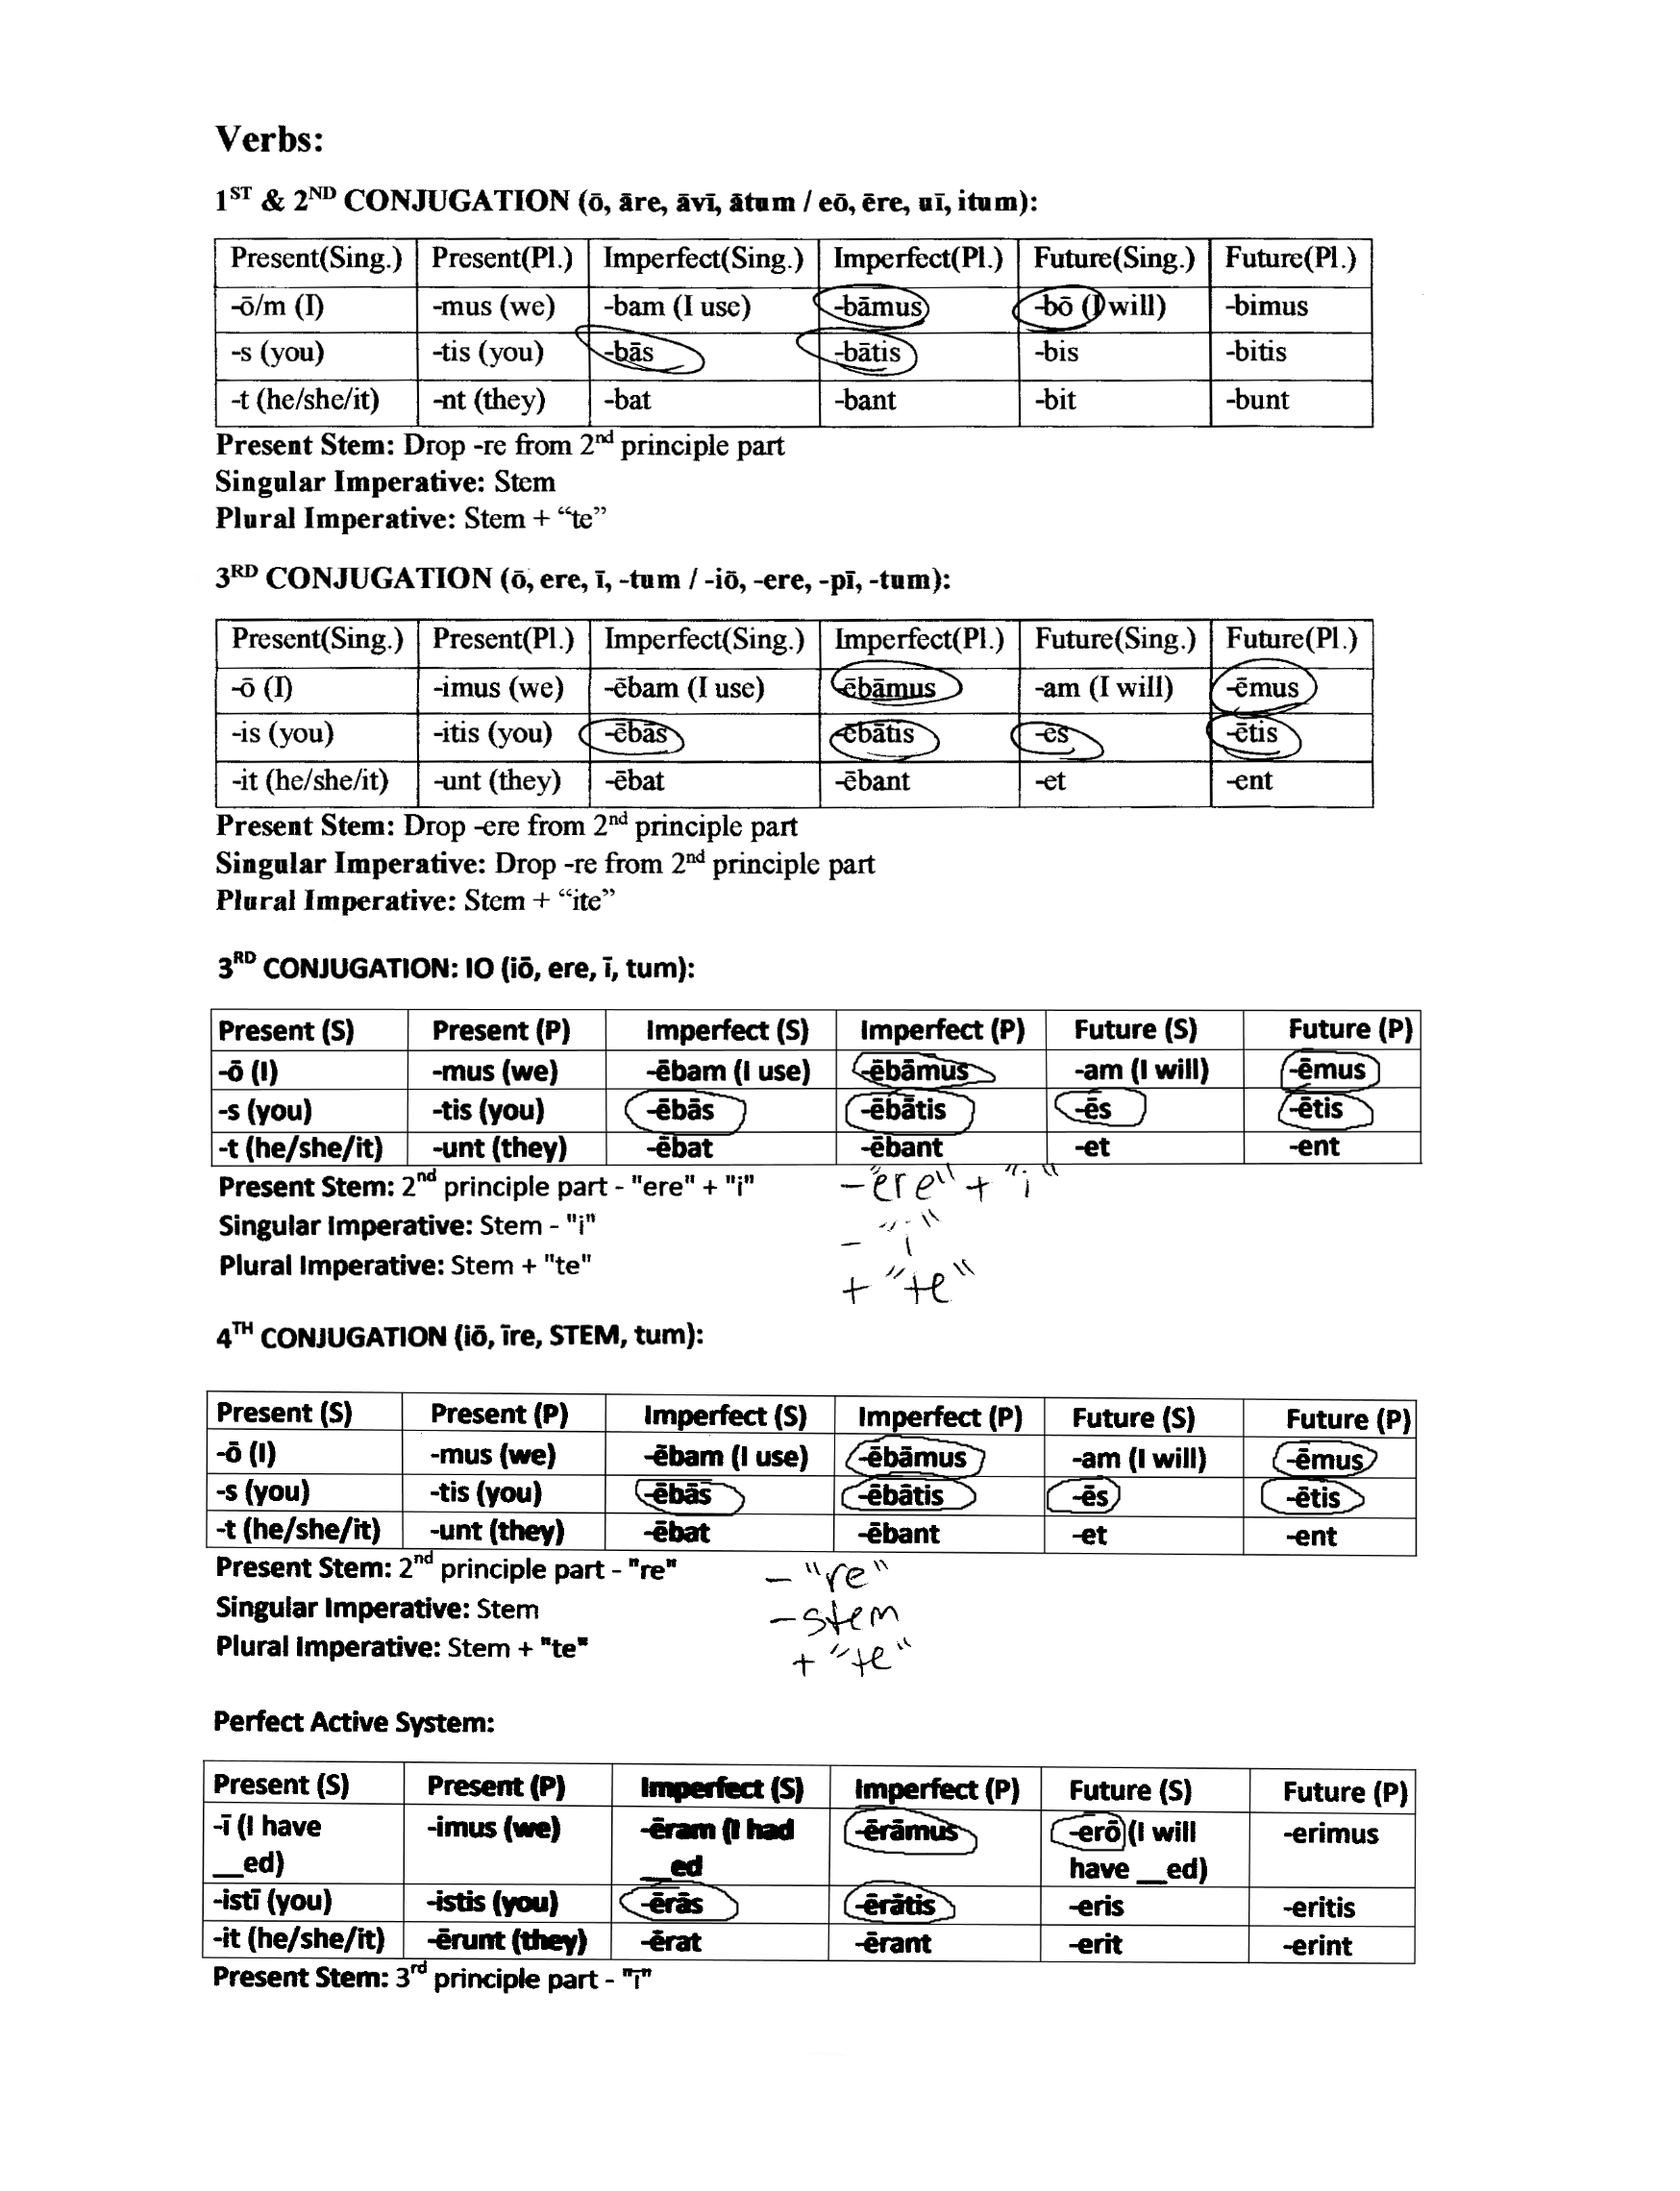 Verbs:
1ST & 2ND CONJUGATION (ō, āre, āvī, ātum / eō, ēre, uī, itum):
Present(Sing.) Present(Pl.) Imperfect(Sing.) Imperfect(Pl.) Future(Sing.) Future(Pl.)
-ō/m (I) -mus (we) -bam (I use) -bāmus -bō (I will) -bimus
-s (you) -tis (you) -bās -bātis -bis -bitis
-t (he/she/it) -nt (they) -bat -bant -bit -bunt
Present Stem: Drop -re from 2nd principle part
Singular Imperative: Stem
Plural Imperative: Stem + “te”
3RD CONJUGATION (ō, ere, ī, -tum / -iō, -ere, -pī, -tum):
Present(Sing.) Present(Pl.) Imperfect(Sing.) Imperfect(Pl.) Future(Sing.) Future(Pl.)
-ō (I) -imus (we) -ēbam (I use) -ēbāmus -am (I will) -ēmus
-is (you) -itis (you) -ēbās -ēbātis -ēs -ētis
-it (he/she/it) -unt (they) -ēbat -ēbant -et -ent
Present Stem: Drop -ere from 2nd principle part
Singular Imperative: Drop -re from 2nd principle part
Plural Imperative: Stem + “ite”
3RD CONJUGATION: IO (iō, ere, ī, tum):
Present (S) Present (P) Imperfect (S) Imperfect (P) Future (S) Future (P)
-ō (I) -mus (we) -ēbam (I use) -ēbāmus -am (I will) -ēmus
-s (you) -tis (you) -ēbās -ēbātis -ēs -ētis
-t (he/she/it) -unt (they) -ēbat -ēbant -et -ent
Present Stem: 2nd principle part - "ere" + "i" - "ere" + "i"
Singular Imperative: Stem - "i" - "i"
Plural Imperative: Stem + "te" + "te"
4TH CONJUGATION (iō, īre, STEM, tum):
Present (S) Present (P) Imperfect (S) Imperfect (P) Future (S) Future (P)
-ō (I) -mus (we) -ēbam (I use) -ēbāmus -am (I will) -ēmus
-s (you) -tis (you) -ēbās -ēbātis -ēs -ētis
-t (he/she/it) -unt (they) -ēbat -ēbant -et -ent
Present Stem: 2nd principle part - "re" - "re"
Singular Imperative: Stem - stem
Plural Imperative: Stem + "te" + "te"
Perfect Active System:
Present (S) Present (P) Imperfect (S) Imperfect (P) Future (S) Future (P)
-ī (I have -imus (we) -ēram (I had -ērāmus -erō (I will -erimus
__ed) __ed have __ed)
-istī (you) -istis (you) -ērās -ērātis -eris -eritis
-it (he/she/it) -ērunt (they) -ērat -ērant -erit -erint
Present Stem: 3rd principle part - "ī"